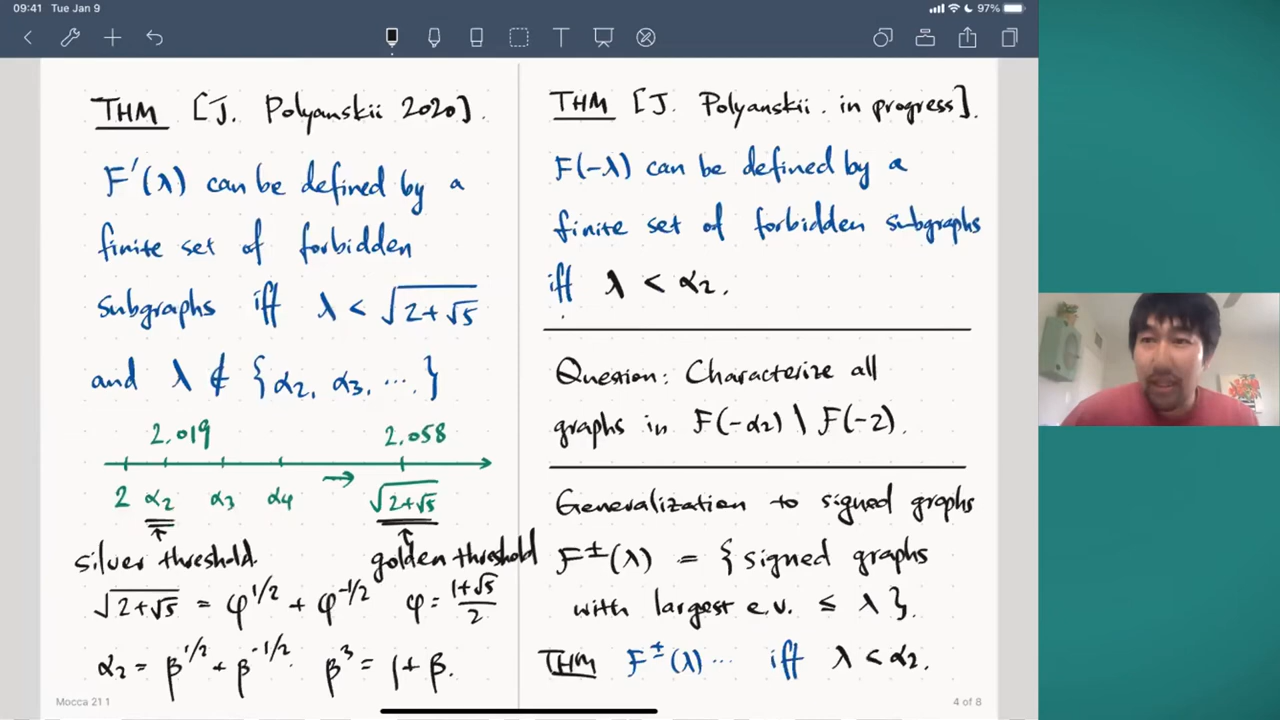 09:41 Tue Jan 9
97%
THM [J. Polyanskii 2020].
F'(λ) can be defined by a
finite set of forbidden
subgraphs iff λ < √(2+√5)
and λ ∉ {α₂, α₃, ...}
2.019 2.058
2 α₂ α₃ α₄ → √(2+√5)
silver threshold. golden threshold
√(2+√5) = φ^{1/2} + φ^{-1/2} φ = (1+√5)/2
α₂ = β^{1/2} + β^{-1/2}. β³ = 1+β.
Mocca 21 1
THM [J. Polyanskii. in progress].
F(-λ) can be defined by a
finite set of forbidden subgraphs
iff λ < α₂.
Question: Characterize all
graphs in F(-α₂) \ F(-2).
Generalization to signed graphs
F^±(λ) = {signed graphs
with largest e.v. ≤ λ}.
THM F^±(λ)... iff λ < α₂.
4 of 8